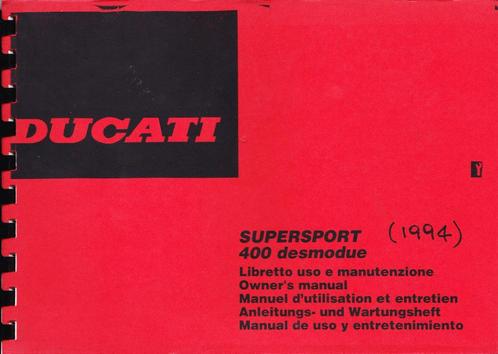 DUCATI
SUPERSPORT (1994)
400 desmodue
Libretto uso e manutenzione
Owner's manual
Manuel d'utilisation et entretien
Anleitungs- und Wartungsheft
Manual de uso y entretenimiento